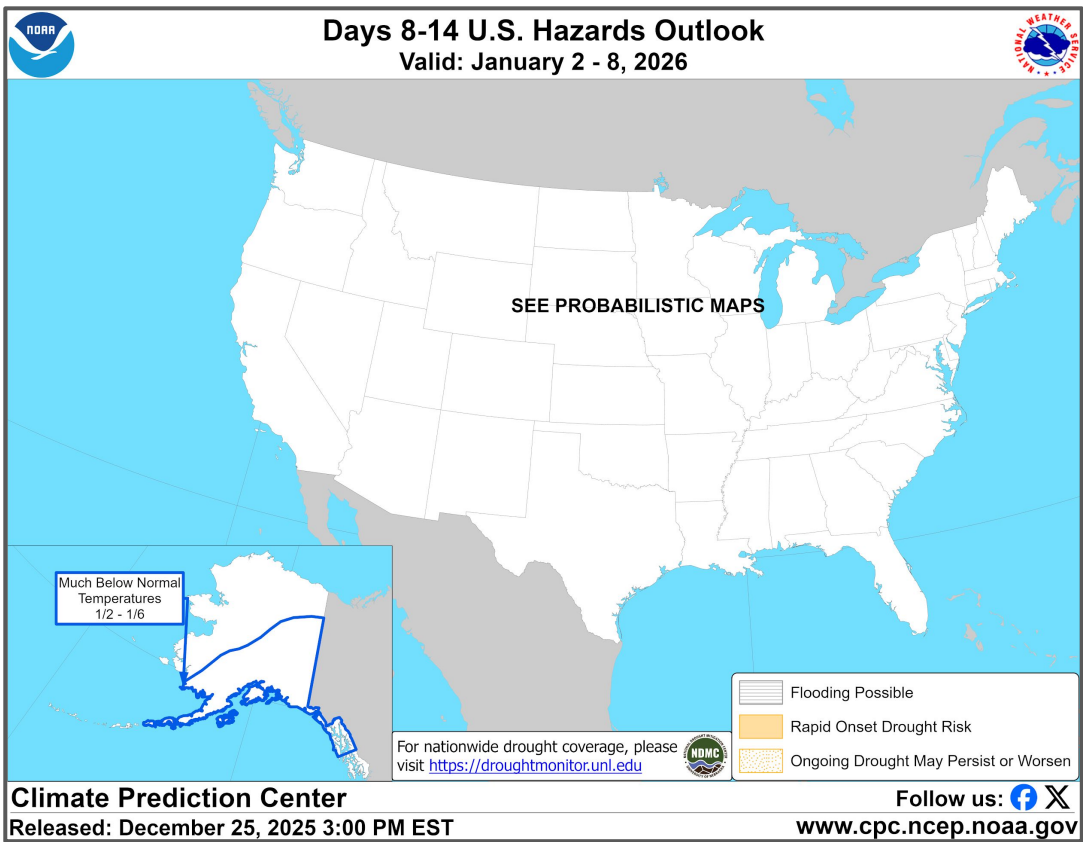 NOAA
Days 8-14 U.S. Hazards Outlook
Valid: January 2 - 8, 2026
NATIONAL WEATHER SERVICE
SEE PROBABILISTIC MAPS
Much Below Normal
Temperatures
1/2 - 1/6
Flooding Possible
Rapid Onset Drought Risk
Ongoing Drought May Persist or Worsen
For nationwide drought coverage, please
visit https://droughtmonitor.unl.edu
NDMC
Climate Prediction Center
Follow us:
Released: December 25, 2025 3:00 PM EST
www.cpc.ncep.noaa.gov